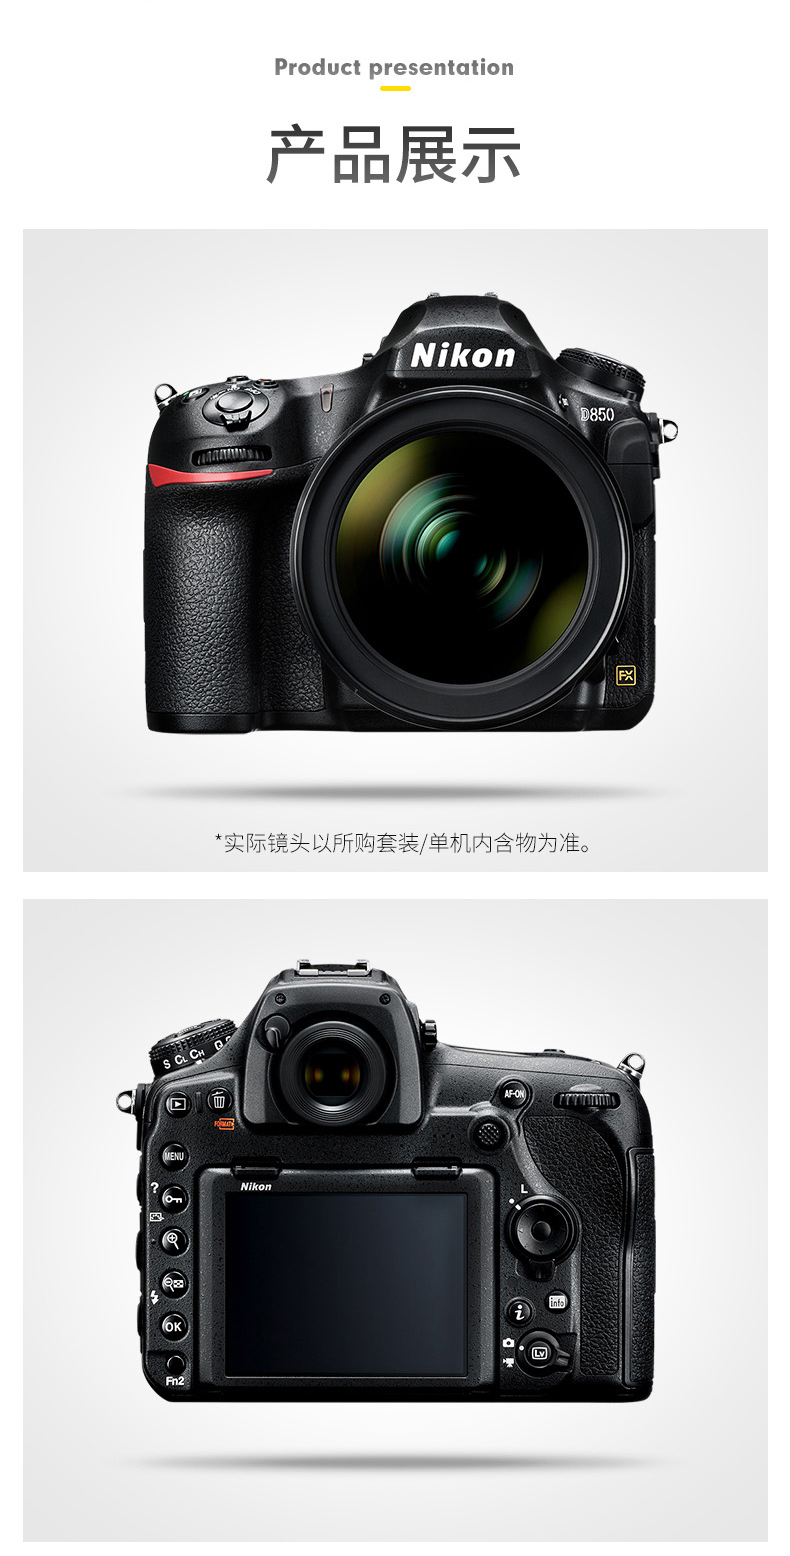 Product presentation
产品展示
Nikon
D850
FX
*实际镜头以所购套装/单机内含物为准。
S CL CH Q
AF-ON
FORMAT
MENU
?
Nikon
L
info
i
OK
Lv
Fn2